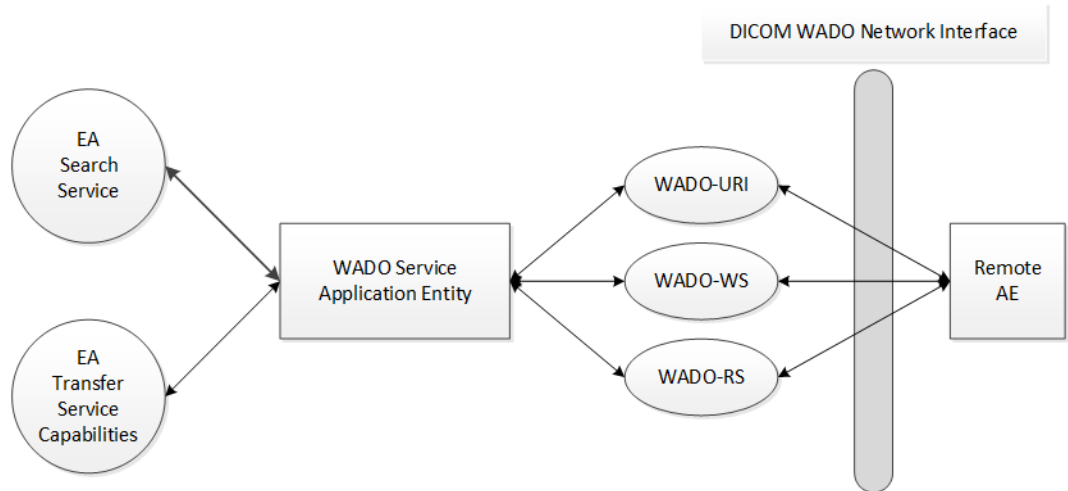 DICOM WADO Network Interface
EA
Search
Service
WADO Service
Application Entity
EA
Transfer
Service
Capabilities
WADO-URI
WADO-WS
WADO-RS
Remote
AE